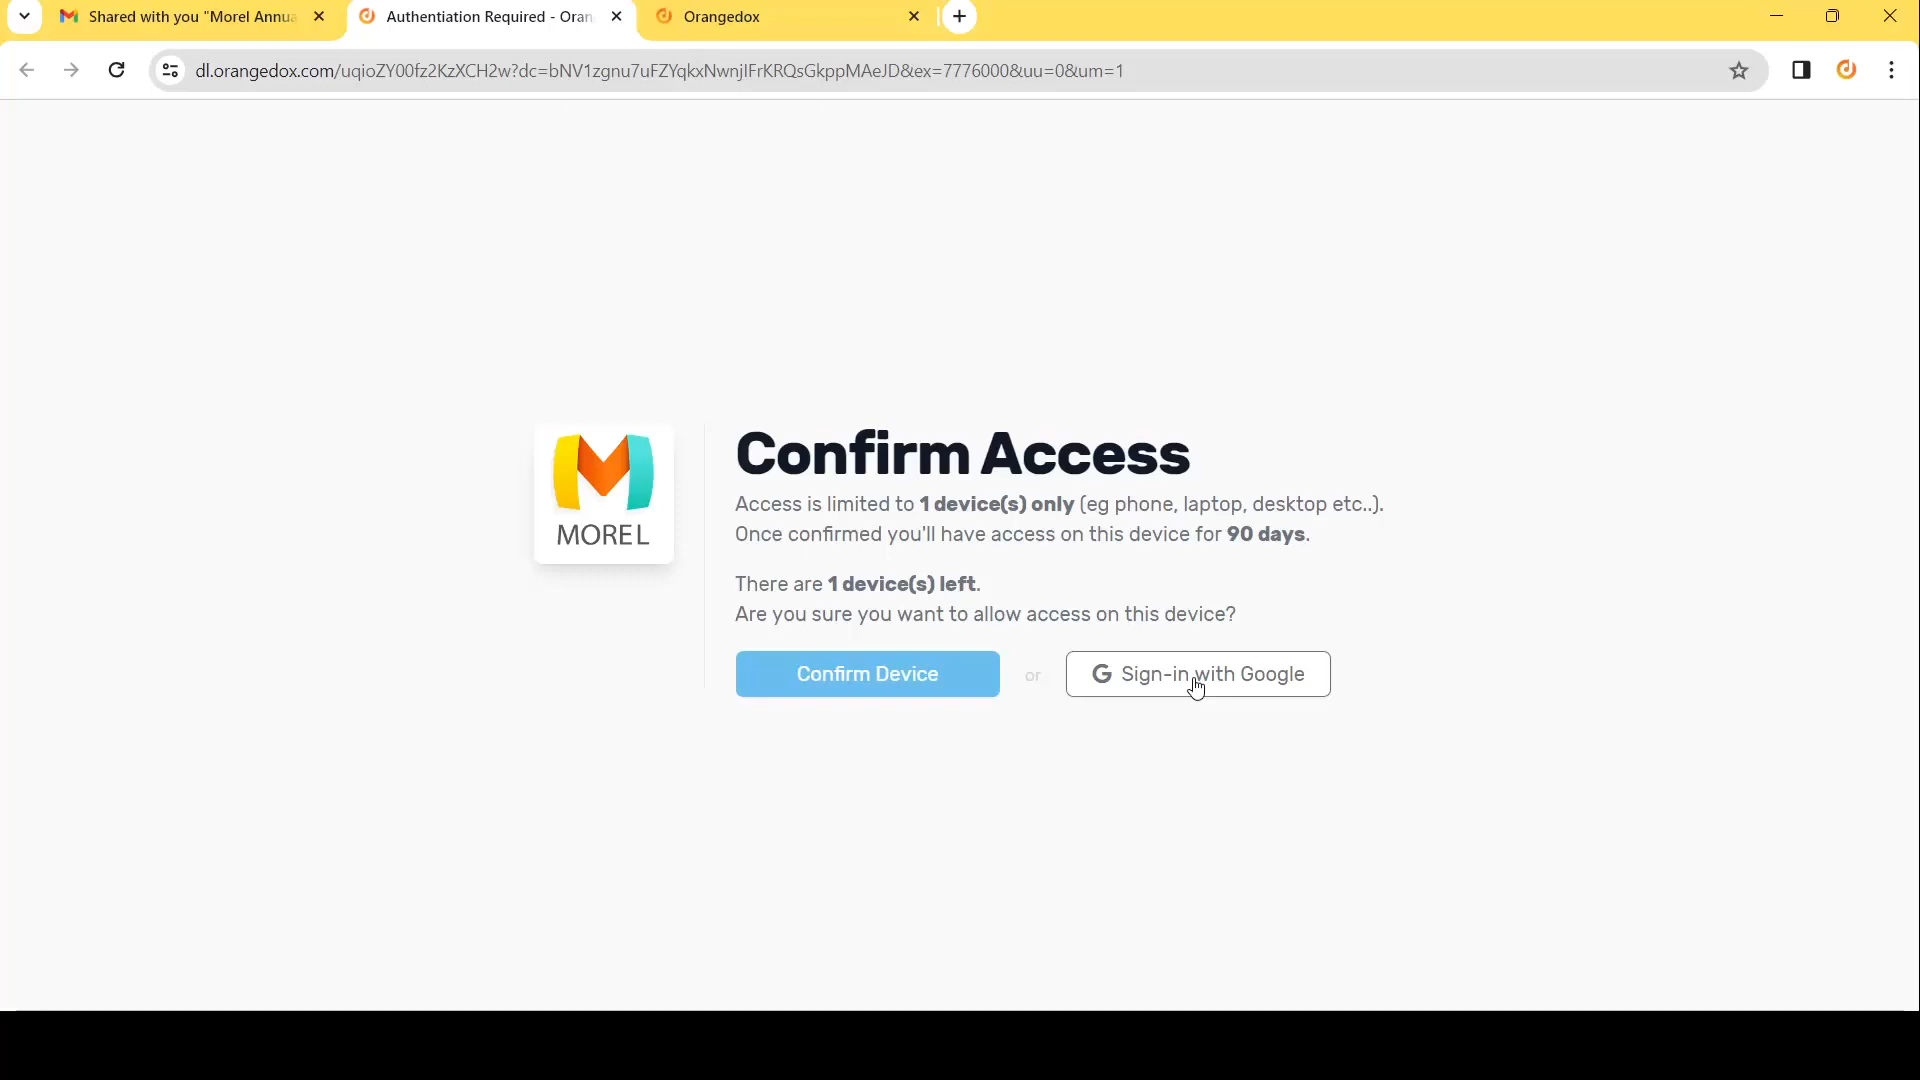 Shared with you "Morel Annua
Authentiation Required - Oran
Orangedox
dl.orangedox.com/uqioZY00fz2KzXCH2w?dc=bNV1zgnu7uFZYqkxNwnjIFrKRQsGkppMAeJD&ex=7776000&uu=0&um=1
MOREL
Confirm Access
Access is limited to 1 device(s) only (eg phone, laptop, desktop etc..).
Once confirmed you'll have access on this device for 90 days.
There are 1 device(s) left.
Are you sure you want to allow access on this device?
Confirm Device
or
Sign-in with Google